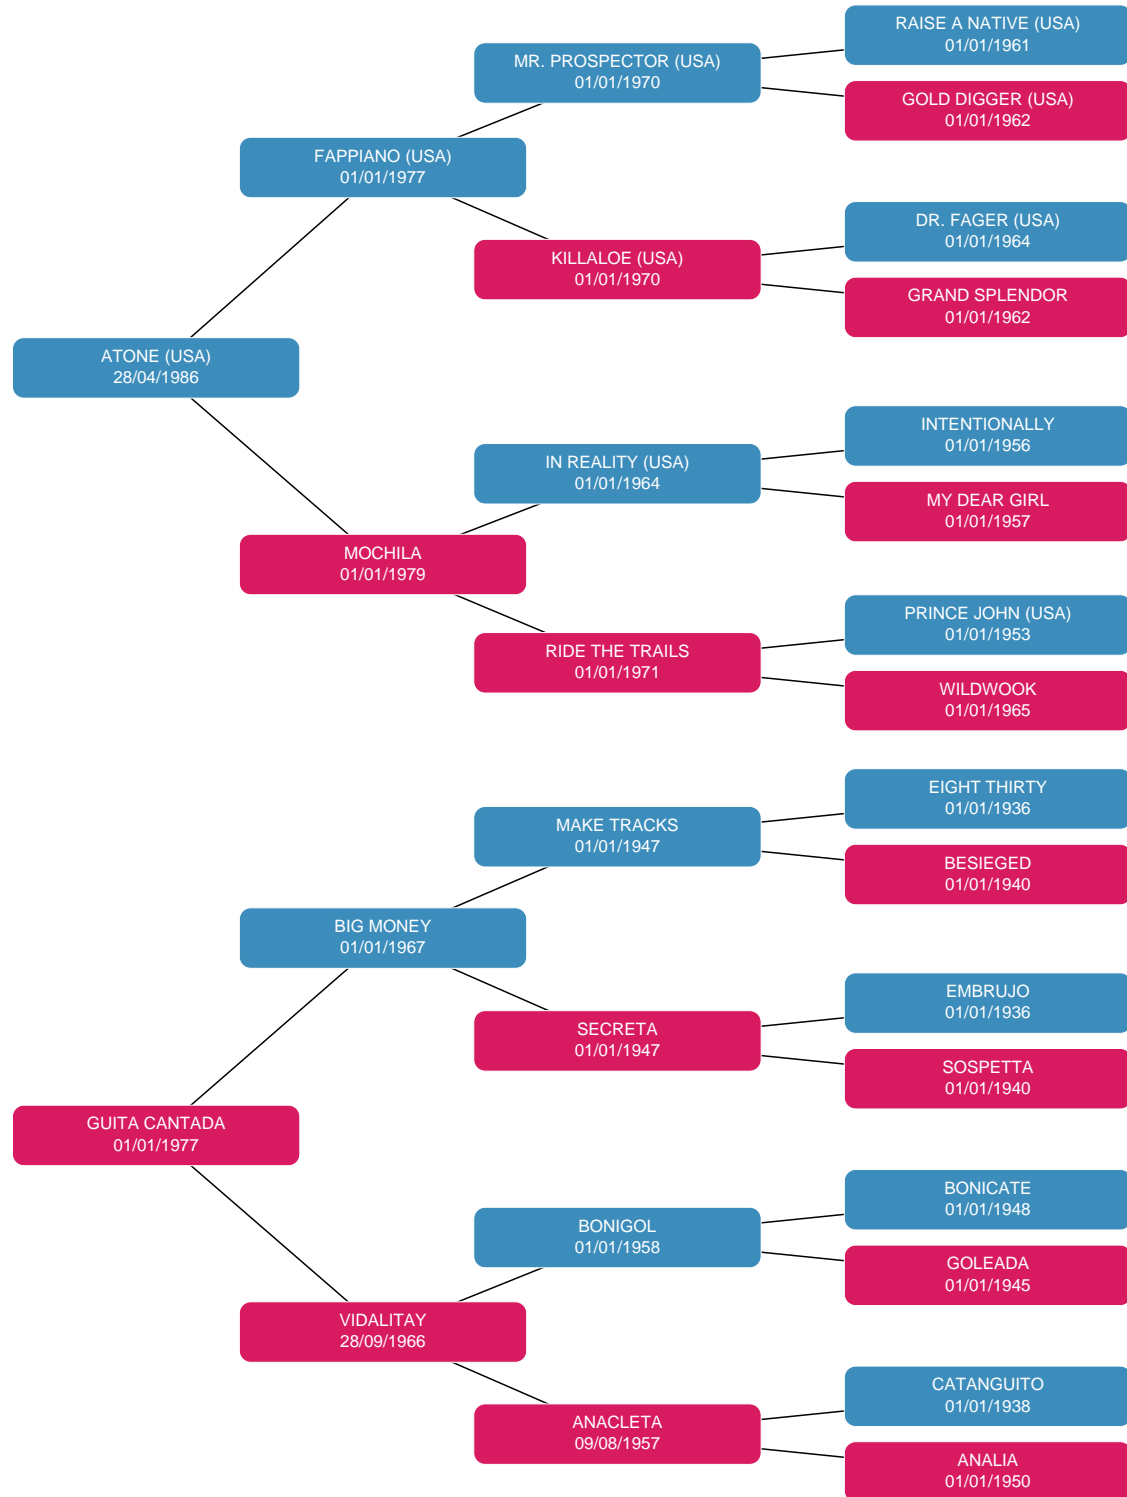 RAISE A NATIVE (USA)
01/01/1961
MR. PROSPECTOR (USA)
01/01/1970
GOLD DIGGER (USA)
01/01/1962
FAPPIANO (USA)
01/01/1977
DR. FAGER (USA)
01/01/1964
KILLALOE (USA)
01/01/1970
GRAND SPLENDOR
01/01/1962
ATONE (USA)
28/04/1986
INTENTIONALLY
01/01/1956
IN REALITY (USA)
01/01/1964
MY DEAR GIRL
01/01/1957
MOCHILA
01/01/1979
PRINCE JOHN (USA)
01/01/1953
RIDE THE TRAILS
01/01/1971
WILDWOOK
01/01/1965
EIGHT THIRTY
01/01/1936
MAKE TRACKS
01/01/1947
BESIEGED
01/01/1940
BIG MONEY
01/01/1967
EMBRUJO
01/01/1936
SECRETA
01/01/1947
SOSPETTA
01/01/1940
GUITA CANTADA
01/01/1977
BONICATE
01/01/1948
BONIGOL
01/01/1958
GOLEADA
01/01/1945
VIDALITAY
28/09/1966
CATANGUITO
01/01/1938
ANACLETA
09/08/1957
ANALIA
01/01/1950